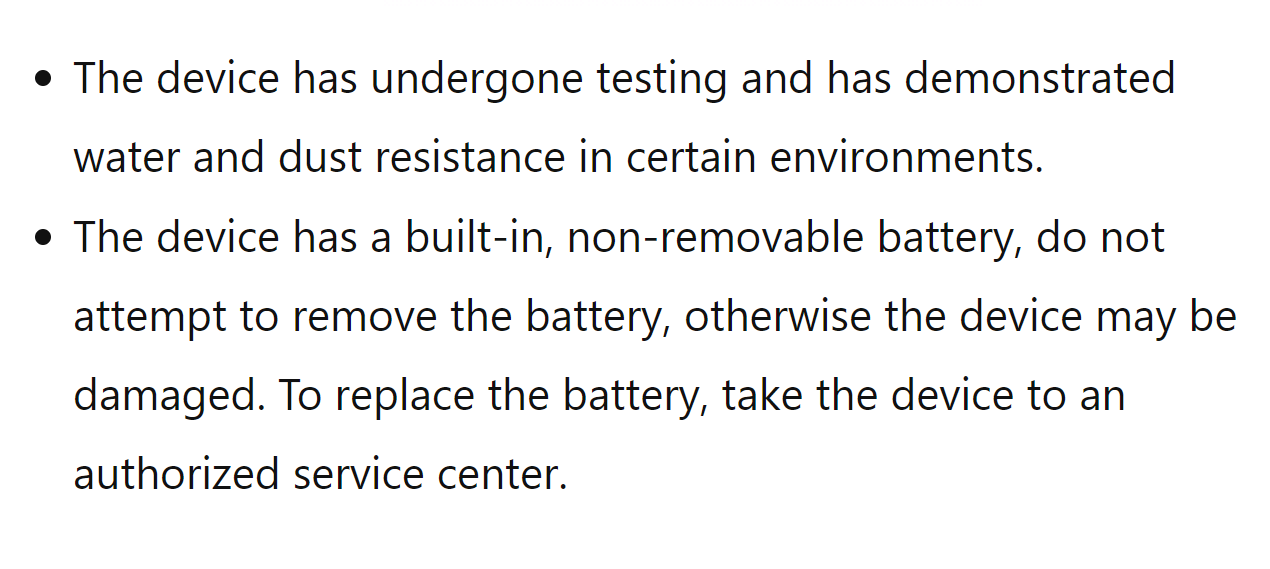 • The device has undergone testing and has demonstrated
water and dust resistance in certain environments.
• The device has a built-in, non-removable battery, do not
attempt to remove the battery, otherwise the device may be
damaged. To replace the battery, take the device to an
authorized service center.